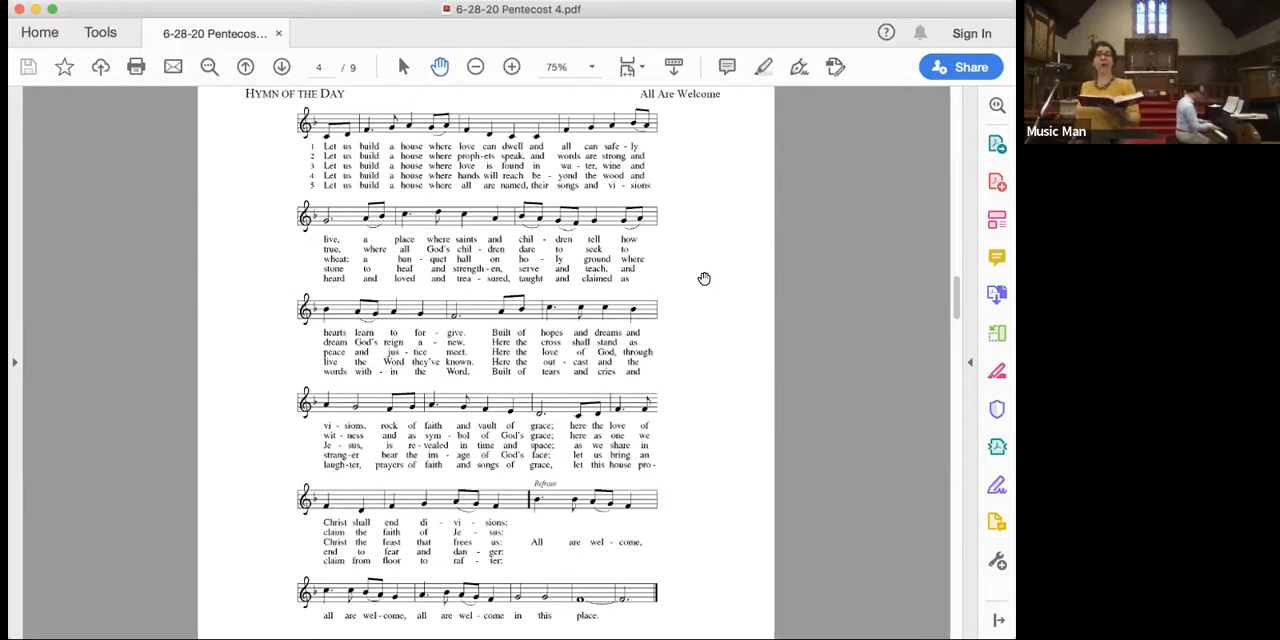 6-28-20 Pentecost 4.pdf
Home Tools 6-28-20 Pentecos... × Sign In
4 / 9 75% Share
Music Man
HYMN OF THE DAY All Are Welcome
1 Let us build a house where love can dwell and all can safe - ly
2 Let us build a house where proph-ets speak, and words are strong and
3 Let us build a house where love is found in wa - ter, wine and
4 Let us build a house where hands will reach be - yond the wood and
5 Let us build a house where all are named, their songs and vi - sions
live, a place where saints and chil - dren tell how
true, where all God's chil - dren dare to seek to
wheat: a ban - quet hall on ho - ly ground where
stone to heal and strength-en, serve and teach, and
heard and loved and trea - sured, taught and claimed as
hearts learn to for - give. Built of hopes and dreams and
dream God's reign a - new. Here the cross shall stand as
peace and jus - tice meet. Here the love of God, through
live the Word they've known. Here the out - cast and the
words with - in the Word. Built of tears and cries and
vi - sions, rock of faith and vault of grace; here the love of
wit - ness and as sym - bol of God's grace; here as one we
Je - sus, is re - vealed in time and space; as we share in
strang-er bear the im - age of God's face; let us bring an
laugh-ter, prayers of faith and songs of grace, let this house pro -
Refrain
Christ shall end di - vi - sions:
claim the faith of Je - sus:
Christ the feast that frees us: All are wel - come,
end to fear and dan - ger:
claim from floor to raf - ter:
all are wel - come, all are wel - come in this place.